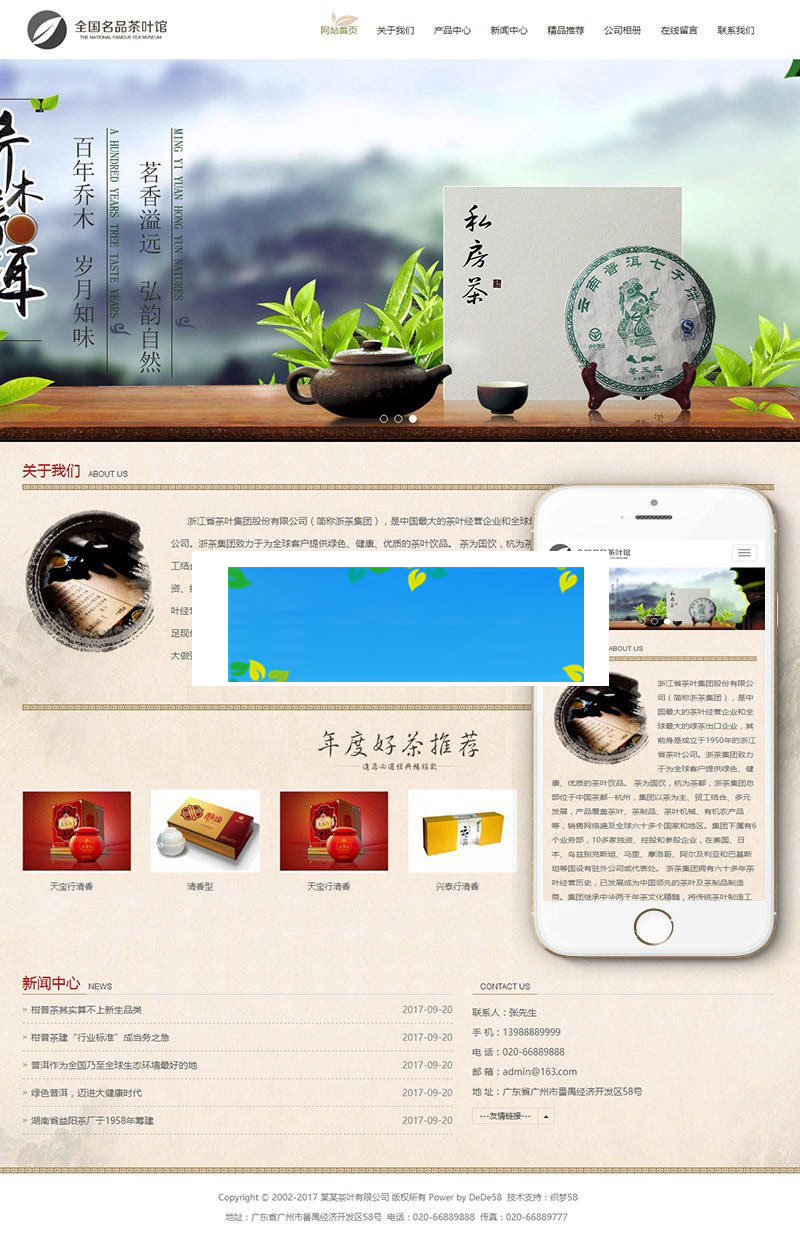 全国名品茶叶馆
THE NATIONAL FAMOUS TEA MUSEUM
网站首页 关于我们 产品中心 新闻中心 精品推荐 公司相册 在线留言 联系我们
乔木
普洱
百年乔木 岁月知味
A HUNDRED YEARS TREE TASTE YEARS
茗香溢远 弘韵自然
MING YI YUAN HONG YUN NATURES
私房茶
云南普洱七子饼
茶王道
关于我们 ABOUT US
浙江省茶叶集团股份有限公司（简称浙茶集团），是中国最大的茶叶经营企业和全球
公司。浙茶集团致力于为全球客户提供绿色、健康、优质的茶叶饮品。 茶为国饮，杭为茶
工结
资、
叶经
足现
大做
全国名品茶叶馆
私房茶
ABOUT US
浙江省茶叶集团股份有限公
司（简称浙茶集团），是中
国最大的茶叶经营企业和全
球最大的绿茶出口企业，其
前身是成立于1950年的浙江
省茶叶公司。浙茶集团致力
于为全球客户提供绿色、健
康、优质的茶叶饮品。 茶为国饮，杭为茶都，浙茶集团总
部位于中国茶都--杭州，集团以茶为主、贸工结合、多元
发展，产品覆盖茶叶、茶制品、茶叶机械、有机农产品
等，销售网络遍及全球六十多个国家和地区。集团下属有6
个业务部，10多家独资、控股和参股企业，在美国、日
本、乌兹别克斯坦、马里、摩洛哥、阿尔及利亚和巴基斯
坦等国设有驻外公司或代表处。 浙茶集团拥有六十多年茶
叶经营历史，已发展成为中国领先的茶叶及茶制品制造
商。集团继承中华两千年茶文化精髓，将传统茶叶制造工
年度好茶推荐
逢君必选经典畅销款
天宝行清香 清香型 天宝行清香 兴泰行清香
新闻中心 NEWS
» 柑普茶其实算不上新生品类 2017-09-20
» 柑普茶建“行业标准”成当务之急 2017-09-20
» 普洱作为全国乃至全球生态环境最好的地 2017-09-20
» 绿色普洱，迈进大健康时代 2017-09-20
» 湖南省益阳茶厂于1958年筹建 2017-09-20
CONTACT US
联系人：张先生
手 机：13988889999
电 话：020-66889888
邮 箱：admin@163.com
地 址：广东省广州市番禺经济开发区58号
---友情链接---
Copyright © 2002-2017 某某茶叶有限公司 版权所有 Power by DeDe58 技术支持：织梦58
地址：广东省广州市番禺经济开发区58号 电话：020-66889888 传真：020-66889777